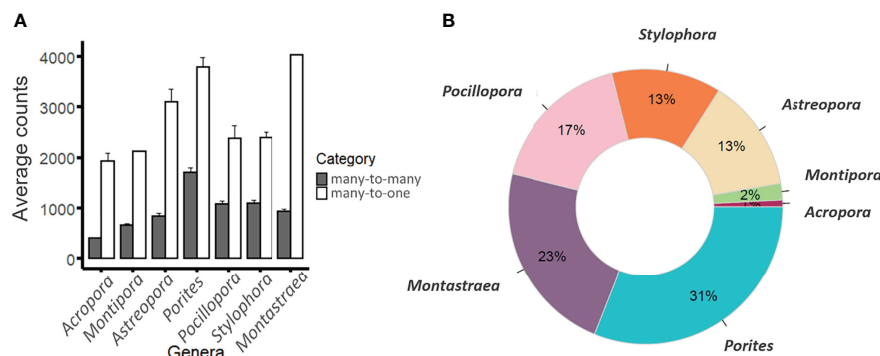 A
Average counts
4000
3000
2000
1000
0
Acropora
Montipora
Astreopora
Porites
Pocillopora
Stylophora
Montastraea
Genera
Category
many-to-many
many-to-one
B
Stylophora
Pocillopora
13%
Astreopora
17%
13%
Montipora
2%
Acropora
23%
Montastraea
31%
Porites